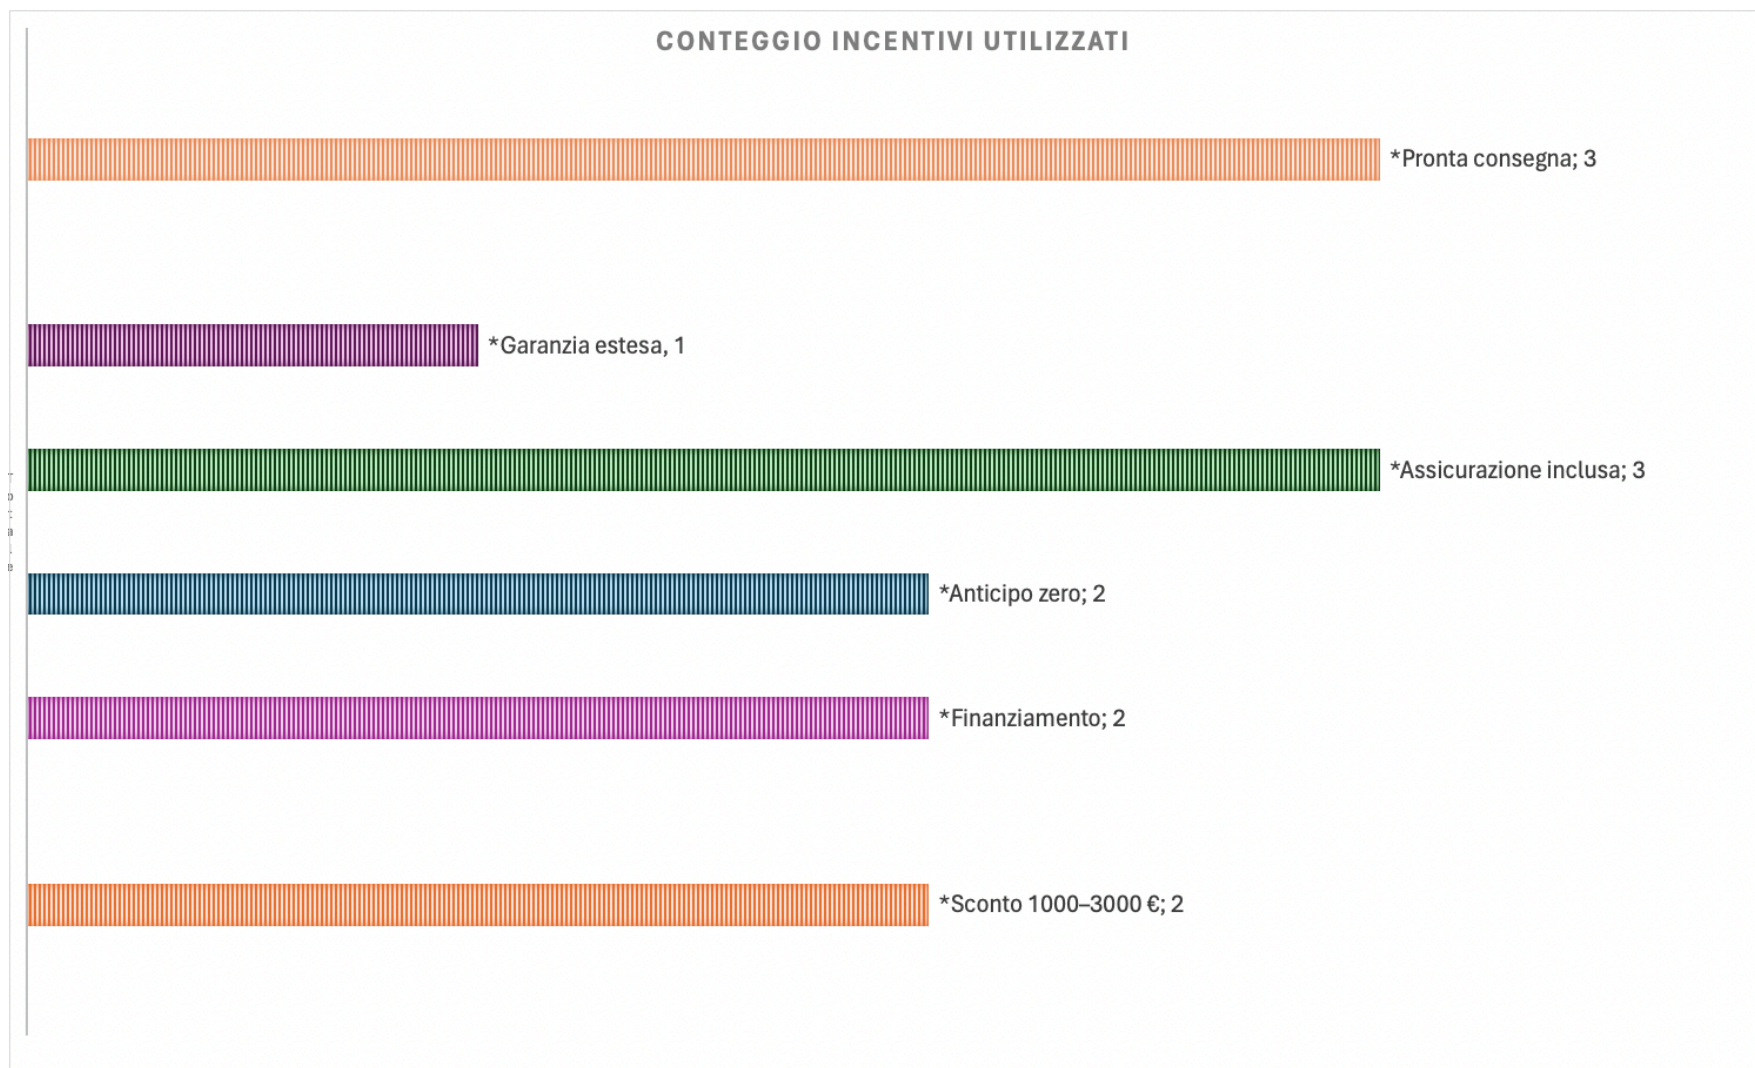 CONTEGGIO INCENTIVI UTILIZZATI
*Pronta consegna; 3
*Garanzia estesa, 1
*Assicurazione inclusa; 3
*Anticipo zero; 2
*Finanziamento; 2
*Sconto 1000–3000 €; 2